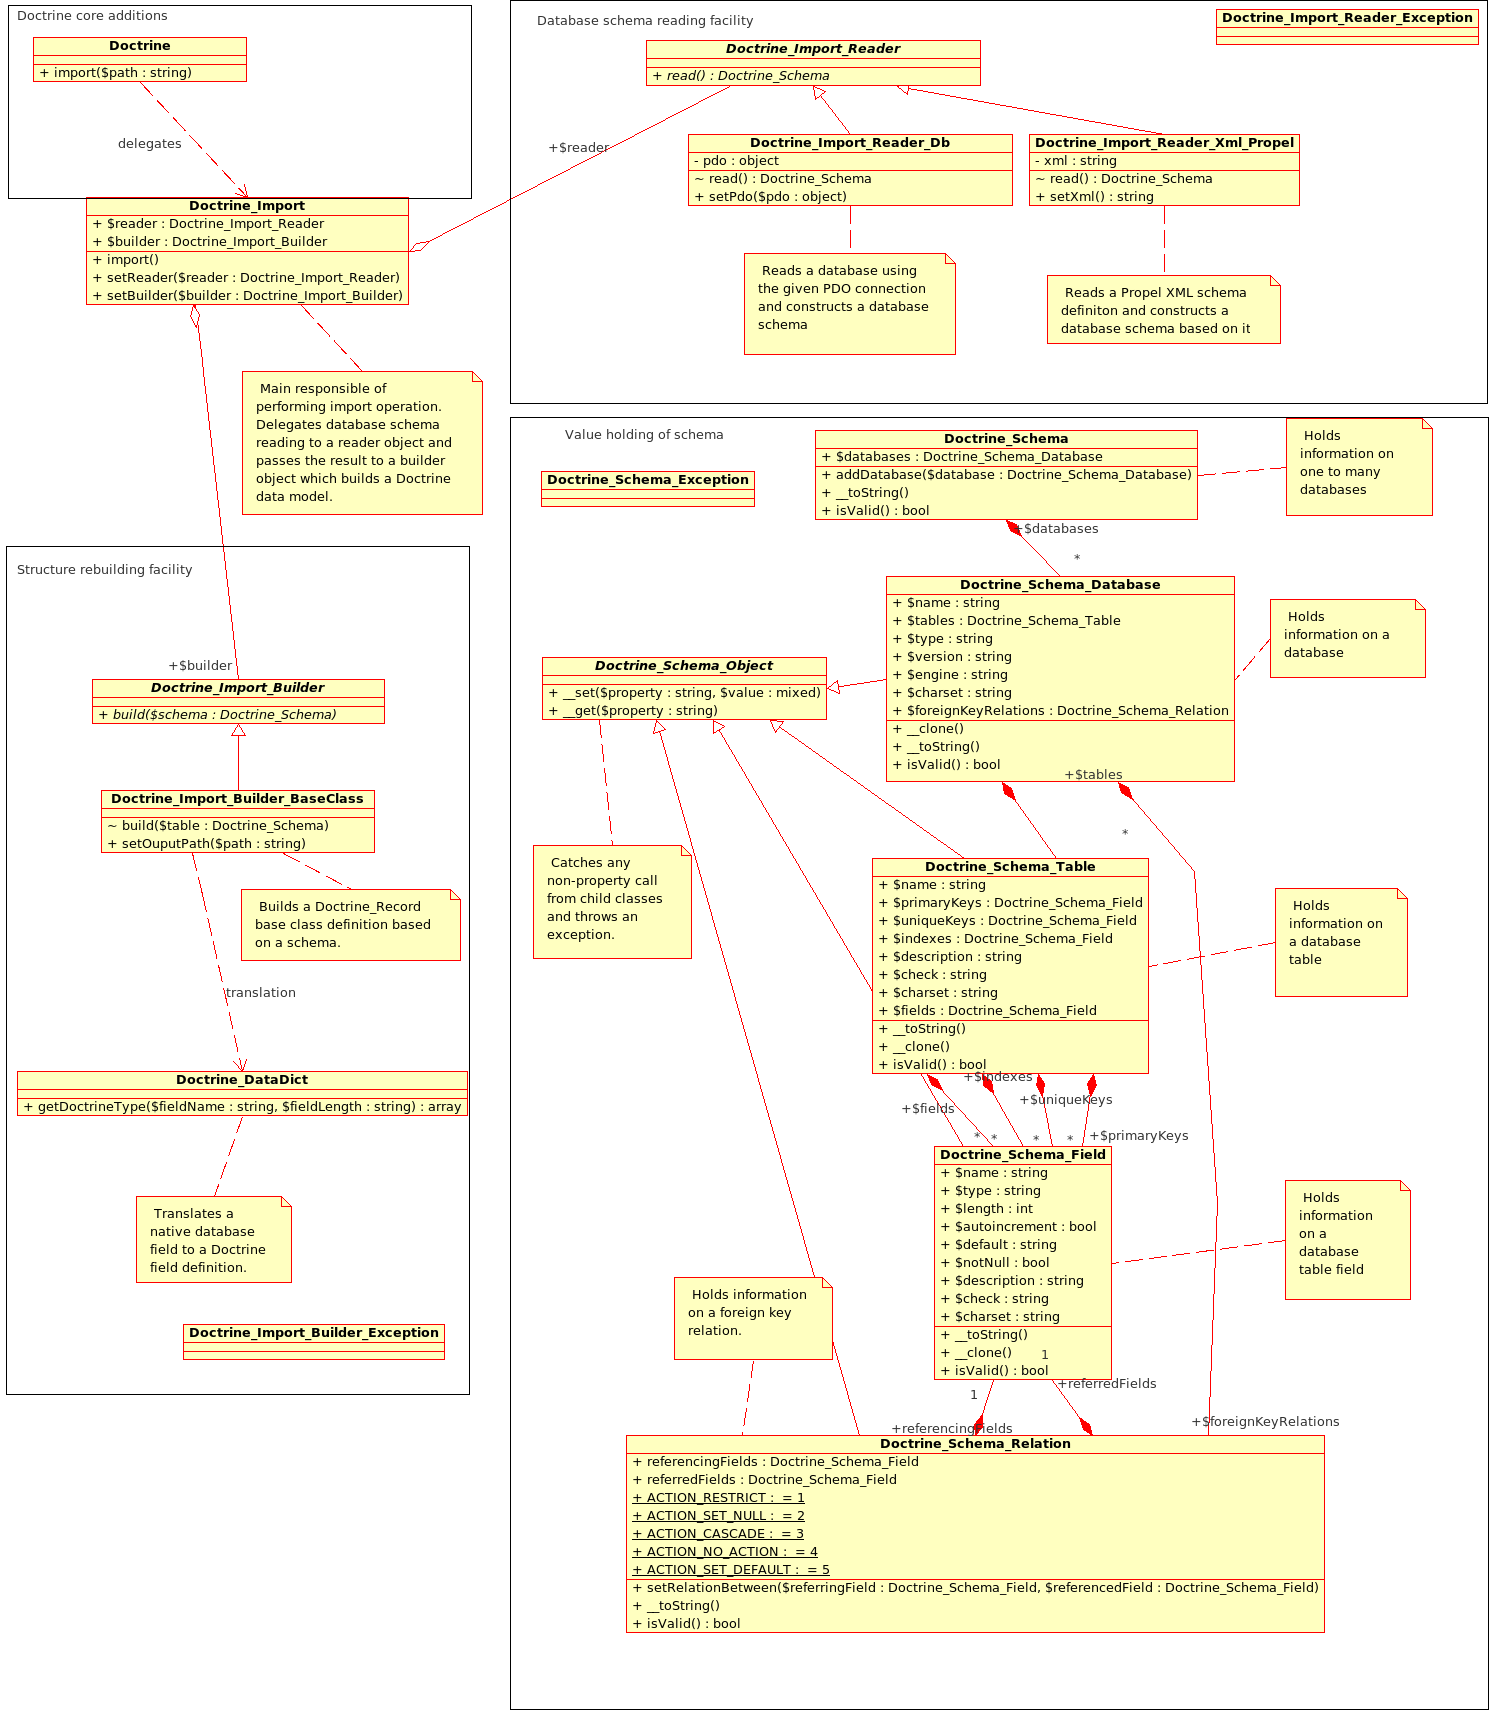 Doctrine core additions
Doctrine
+ import($path : string)
delegates
Doctrine_Import
+ $reader : Doctrine_Import_Reader
+ $builder : Doctrine_Import_Builder
+ import()
+ setReader($reader : Doctrine_Import_Reader)
+ setBuilder($builder : Doctrine_Import_Builder)
Main responsible of
performing import operation.
Delegates database schema
reading to a reader object and
passes the result to a builder
object which builds a Doctrine
data model.
Database schema reading facility
Doctrine_Import_Reader_Exception
Doctrine_Import_Reader
+ read() : Doctrine_Schema
+$reader
Doctrine_Import_Reader_Db
- pdo : object
~ read() : Doctrine_Schema
+ setPdo($pdo : object)
Doctrine_Import_Reader_Xml_Propel
- xml : string
~ read() : Doctrine_Schema
+ setXml() : string
Reads a database using
the given PDO connection
and constructs a database
schema
Reads a Propel XML schema
definiton and constructs a
database schema based on it
Structure rebuilding facility
+$builder
Doctrine_Import_Builder
+ build($schema : Doctrine_Schema)
Doctrine_Import_Builder_BaseClass
~ build($table : Doctrine_Schema)
+ setOuputPath($path : string)
Builds a Doctrine_Record
base class definition based
on a schema.
translation
Doctrine_DataDict
+ getDoctrineType($fieldName : string, $fieldLength : string) : array
Translates a
native database
field to a Doctrine
field definition.
Doctrine_Import_Builder_Exception
Value holding of schema
Doctrine_Schema_Exception
Doctrine_Schema
+ $databases : Doctrine_Schema_Database
+ addDatabase($database : Doctrine_Schema_Database)
+ __toString()
+ isValid() : bool
Holds
information on
one to many
databases
+$databases
*
Doctrine_Schema_Database
+ $name : string
+ $tables : Doctrine_Schema_Table
+ $type : string
+ $version : string
+ $engine : string
+ $charset : string
+ $foreignKeyRelations : Doctrine_Schema_Relation
+ __clone()
+ __toString()
+ isValid() : bool
Holds
information on a
database
Doctrine_Schema_Object
+ __set($property : string, $value : mixed)
+ __get($property : string)
Catches any
non-property call
from child classes
and throws an
exception.
+$tables
*
Doctrine_Schema_Table
+ $name : string
+ $primaryKeys : Doctrine_Schema_Field
+ $uniqueKeys : Doctrine_Schema_Field
+ $indexes : Doctrine_Schema_Field
+ $description : string
+ $check : string
+ $charset : string
+ $fields : Doctrine_Schema_Field
+ __toString()
+ __clone()
+ isValid() : bool
Holds
information on
a database
table
+$indexes
+$uniqueKeys
+$fields
* * * *
+$primaryKeys
Doctrine_Schema_Field
+ $name : string
+ $type : string
+ $length : int
+ $autoincrement : bool
+ $default : string
+ $notNull : bool
+ $description : string
+ $check : string
+ $charset : string
+ __toString()
+ __clone()
+ isValid() : bool
1
Holds
information
on a
database
table field
Holds information
on a foreign key
relation.
+referredFields
1
+referencingFields
+$foreignKeyRelations
Doctrine_Schema_Relation
+ referencingFields : Doctrine_Schema_Field
+ referredFields : Doctrine_Schema_Field
+ ACTION_RESTRICT :  = 1
+ ACTION_SET_NULL :  = 2
+ ACTION_CASCADE :  = 3
+ ACTION_NO_ACTION :  = 4
+ ACTION_SET_DEFAULT :  = 5
+ setRelationBetween($referringField : Doctrine_Schema_Field, $referencedField : Doctrine_Schema_Field)
+ __toString()
+ isValid() : bool